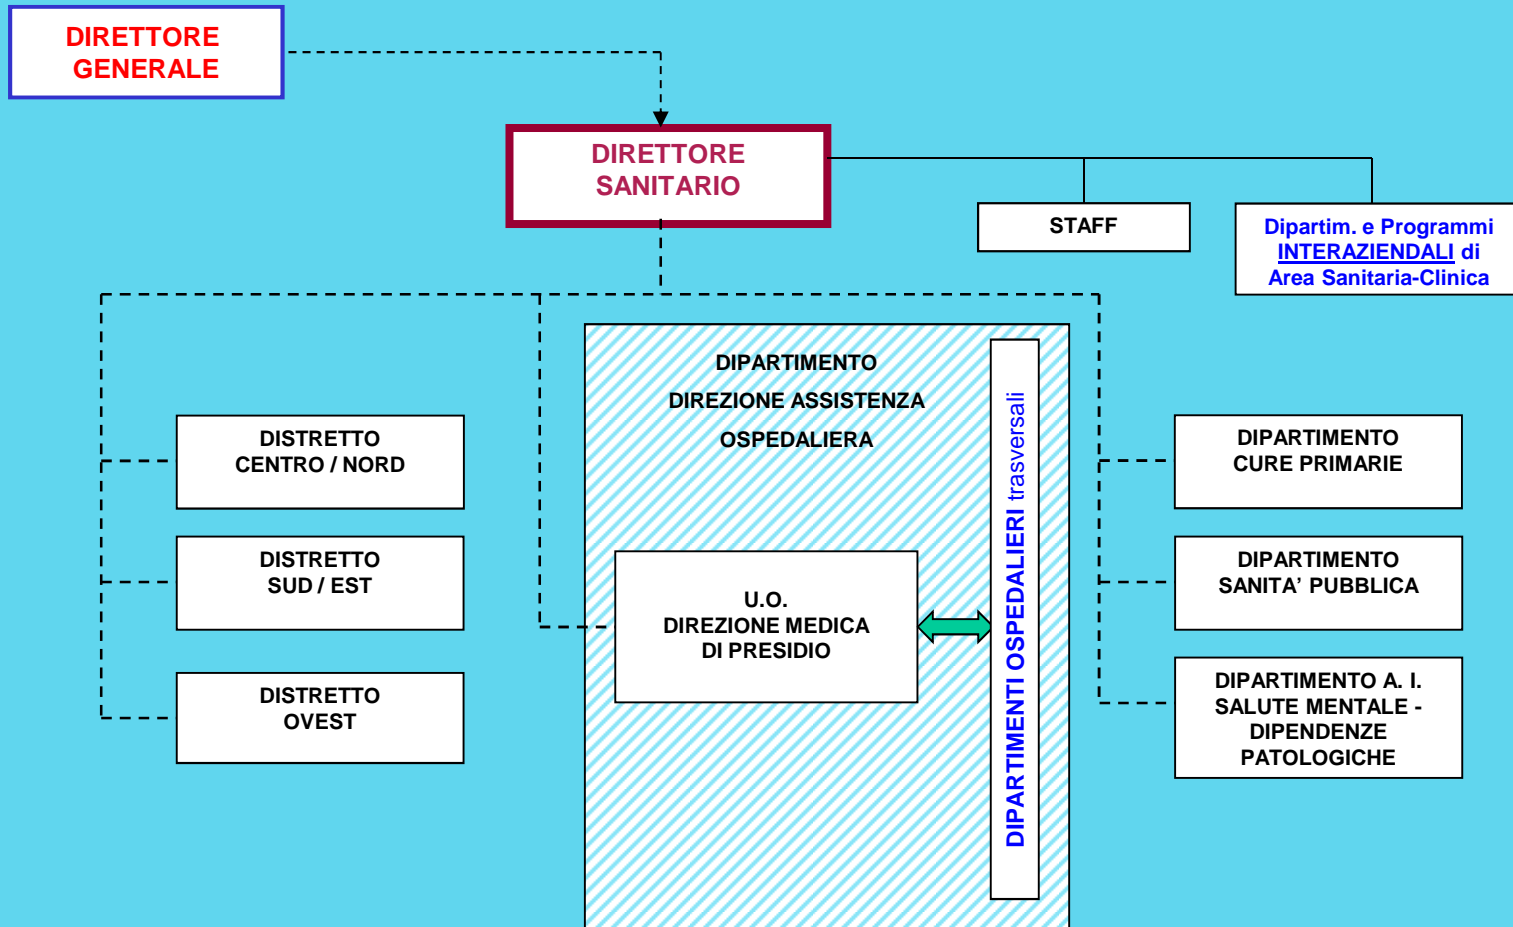 DIRETTORE
GENERALE
DIRETTORE
SANITARIO
STAFF
Dipartim. e Programmi
INTERAZIENDALI di
Area Sanitaria-Clinica
DIPARTIMENTO
DIREZIONE ASSISTENZA
OSPEDALIERA
DISTRETTO
CENTRO / NORD
DISTRETTO
SUD / EST
DISTRETTO
OVEST
U.O.
DIREZIONE MEDICA
DI PRESIDIO
DIPARTIMENTI OSPEDALIERI trasversali
DIPARTIMENTO
CURE PRIMARIE
DIPARTIMENTO
SANITA’ PUBBLICA
DIPARTIMENTO A. I.
SALUTE MENTALE -
DIPENDENZE
PATOLOGICHE